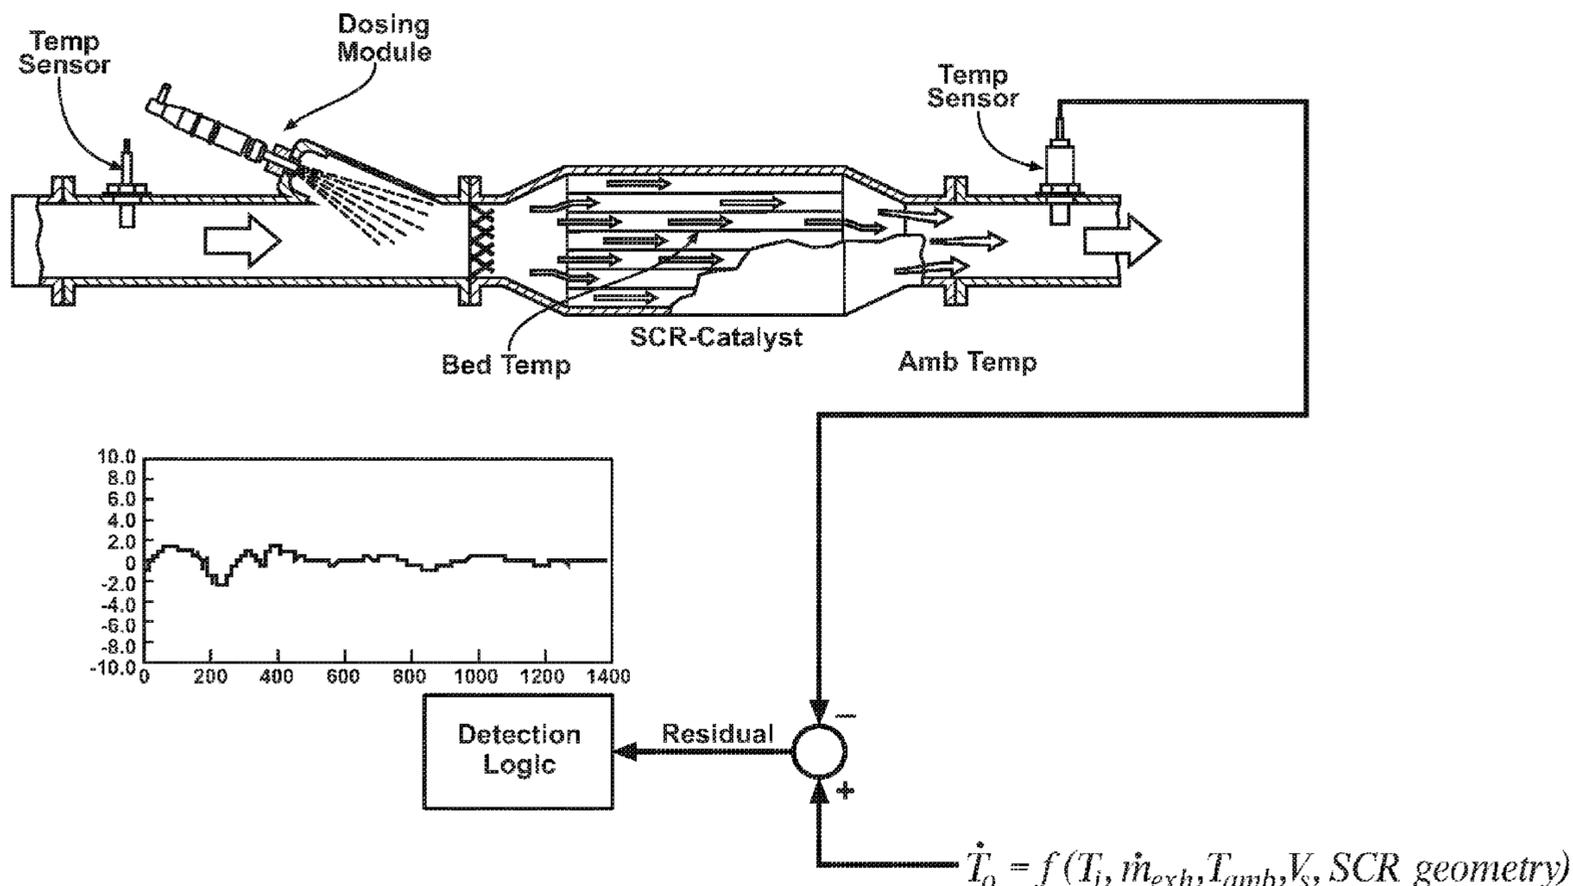 Dosing
Module
Temp
Sensor
Temp
Sensor
SCR-Catalyst
Bed Temp
Amb Temp
10.0
8.0
6.0
4.0
2.0
0
-2.0
-4.0
-6.0
-8.0
-10.0
0 200 400 600 800 1000 1200 1400
Detection
Logic
Residual
−
+
Ṫₒ = f (Tᵢ, ṁₑₓₕ,Tₐₘb,Vₛ, SCR geometry)